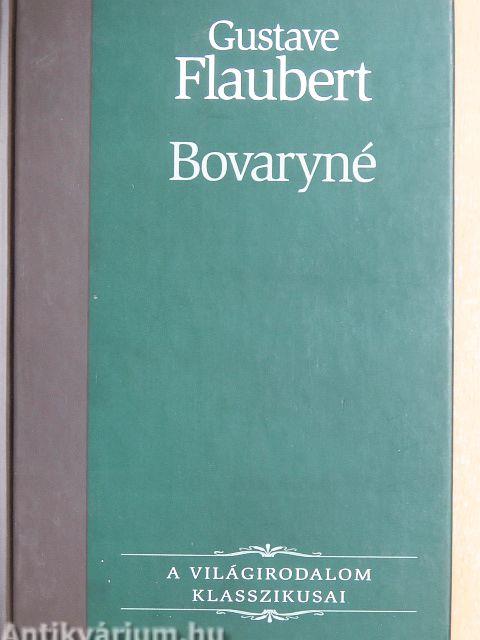 Gustave
Flaubert
Bovaryné
A VILÁGIRODALOM
KLASSZIKUSAI
Antikvárium.hu